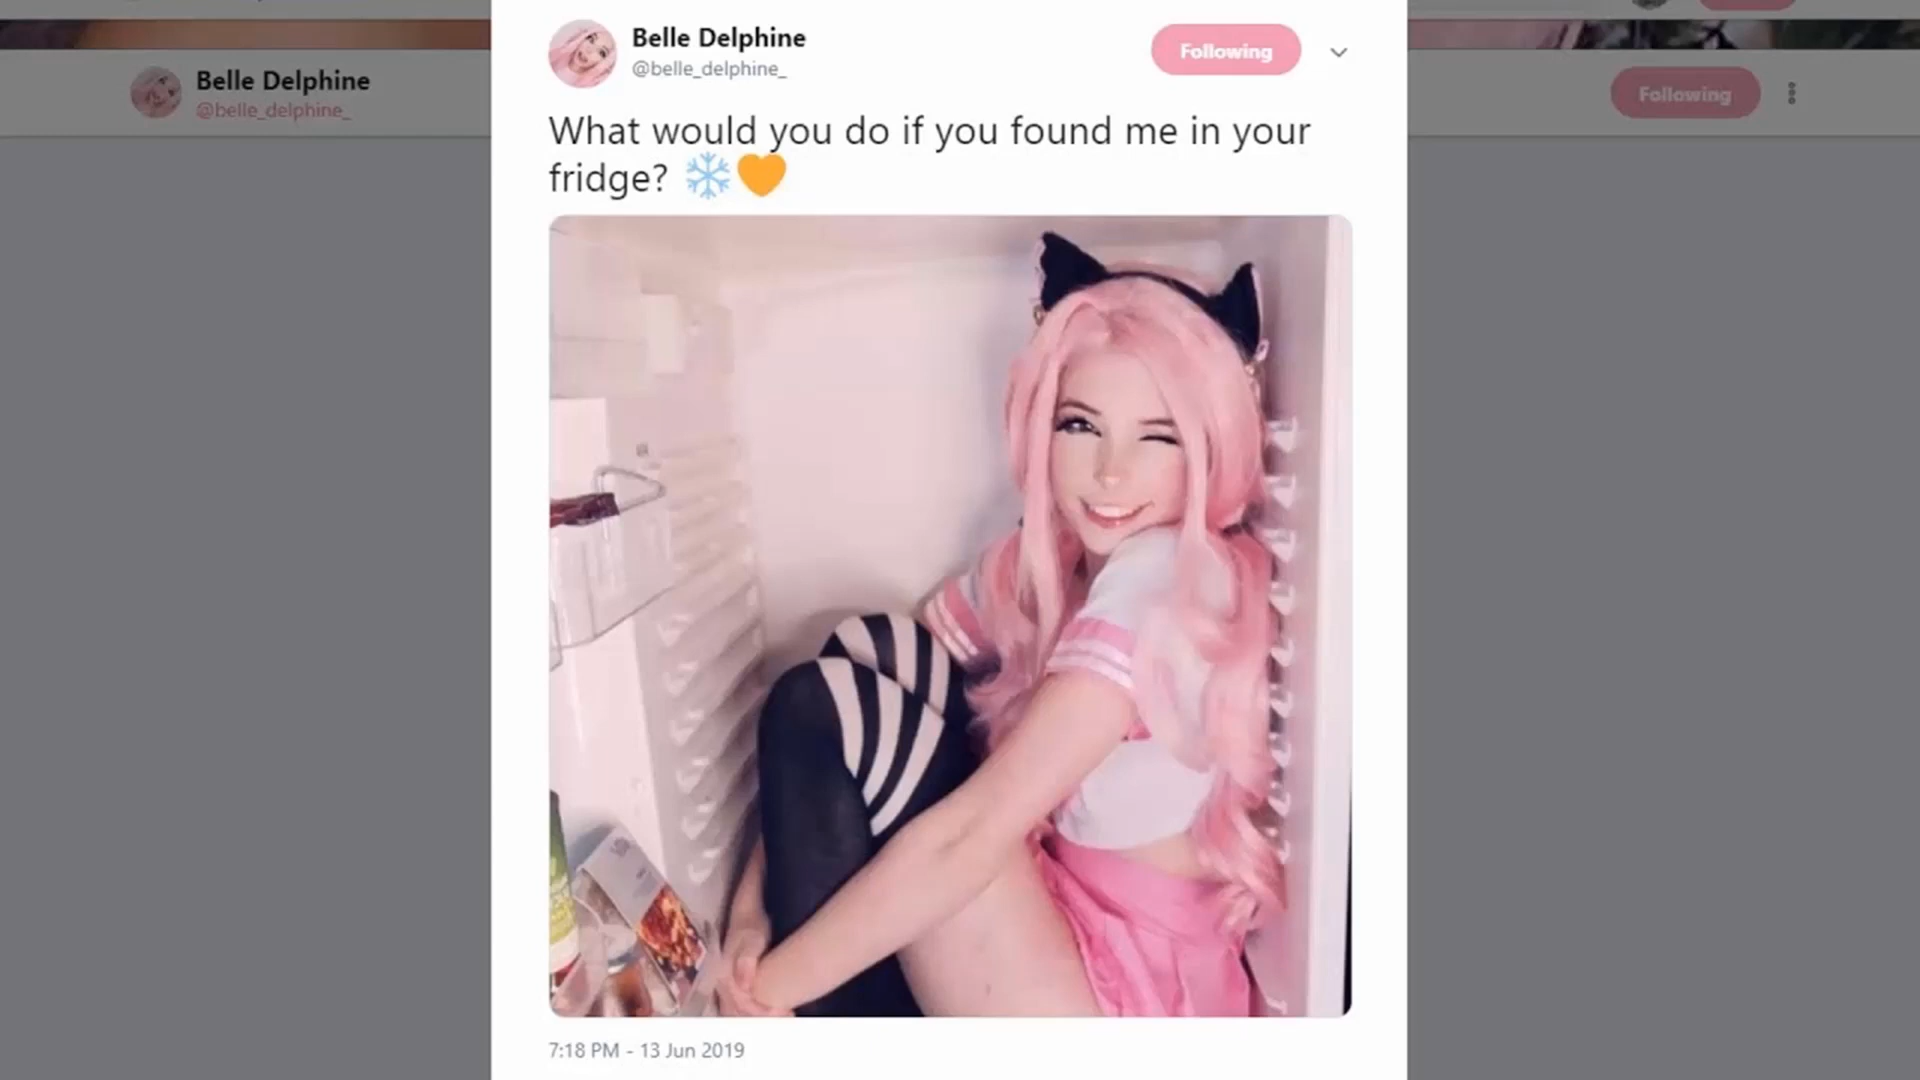 Belle Delphine
@belle_delphine_
Following
Belle Delphine
@belle_delphine_
Following
What would you do if you found me in your
fridge? ❄️🧡
7:18 PM - 13 Jun 2019